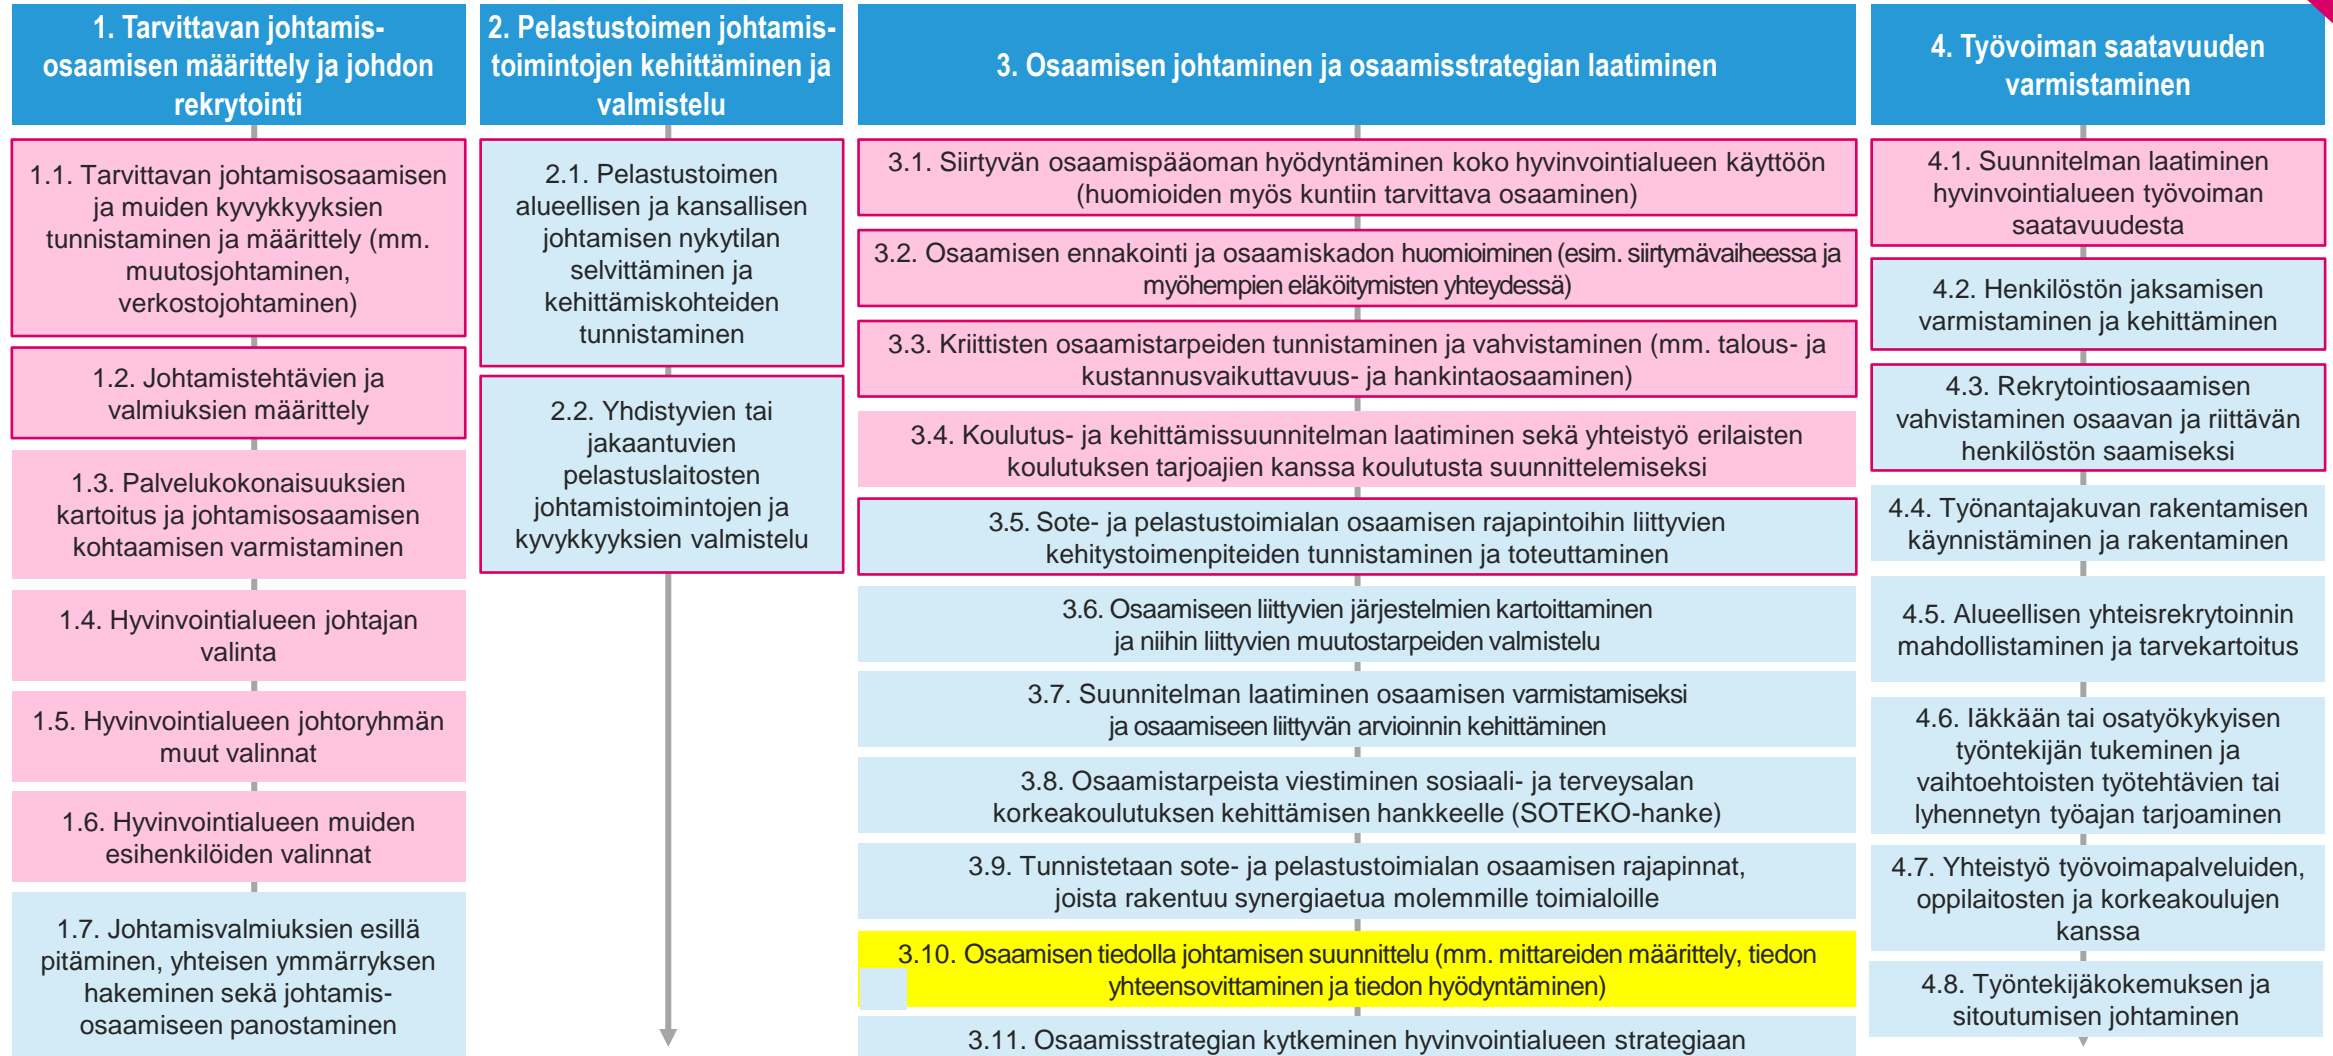 1. Tarvittavan johtamis-
osaamisen määrittely ja johdon
rekrytointi
1.1. Tarvittavan johtamisosaamisen
ja muiden kyvykkyyksien
tunnistaminen ja määrittely (mm.
muutosjohtaminen,
verkostojohtaminen)
1.2. Johtamistehtävien ja
valmiuksien määrittely
1.3. Palvelukokonaisuuksien
kartoitus ja johtamisosaamisen
kohtaamisen varmistaminen
1.4. Hyvinvointialueen johtajan
valinta
1.5. Hyvinvointialueen johtoryhmän
muut valinnat
1.6. Hyvinvointialueen muiden
esihenkilöiden valinnat
1.7. Johtamisvalmiuksien esillä
pitäminen, yhteisen ymmärryksen
hakeminen sekä johtamis-
osaamiseen panostaminen
2. Pelastustoimen johtamis-
toimintojen kehittäminen ja
valmistelu
2.1. Pelastustoimen
alueellisen ja kansallisen
johtamisen nykytilan
selvittäminen ja
kehittämiskohteiden
tunnistaminen
2.2. Yhdistyvien tai
jakaantuvien
pelastuslaitosten
johtamistoimintojen ja
kyvykkyyksien valmistelu
3. Osaamisen johtaminen ja osaamisstrategian laatiminen
3.1. Siirtyvän osaamispääoman hyödyntäminen koko hyvinvointialueen käyttöön
(huomioiden myös kuntiin tarvittava osaaminen)
3.2. Osaamisen ennakointi ja osaamiskadon huomioiminen (esim. siirtymävaiheessa ja
myöhempien eläköitymisten yhteydessä)
3.3. Kriittisten osaamistarpeiden tunnistaminen ja vahvistaminen (mm. talous- ja
kustannusvaikuttavuus- ja hankintaosaaminen)
3.4. Koulutus- ja kehittämissuunnitelman laatiminen sekä yhteistyö erilaisten
koulutuksen tarjoajien kanssa koulutusta suunnittelemiseksi
3.5. Sote- ja pelastustoimialan osaamisen rajapintoihin liittyvien
kehitystoimenpiteiden tunnistaminen ja toteuttaminen
3.6. Osaamiseen liittyvien järjestelmien kartoittaminen
ja niihin liittyvien muutostarpeiden valmistelu
3.7. Suunnitelman laatiminen osaamisen varmistamiseksi
ja osaamiseen liittyvän arvioinnin kehittäminen
3.8. Osaamistarpeista viestiminen sosiaali- ja terveysalan
korkeakoulutuksen kehittämisen hankkeelle (SOTEKO-hanke)
3.9. Tunnistetaan sote- ja pelastustoimialan osaamisen rajapinnat,
joista rakentuu synergiaetua molemmille toimialoille
3.10. Osaamisen tiedolla johtamisen suunnittelu (mm. mittareiden määrittely, tiedon
yhteensovittaminen ja tiedon hyödyntäminen)
3.11. Osaamisstrategian kytkeminen hyvinvointialueen strategiaan
4. Työvoiman saatavuuden
varmistaminen
4.1. Suunnitelman laatiminen
hyvinvointialueen työvoiman
saatavuudesta
4.2. Henkilöstön jaksamisen
varmistaminen ja kehittäminen
4.3. Rekrytointiosaamisen
vahvistaminen osaavan ja riittävän
henkilöstön saamiseksi
4.4. Työnantajakuvan rakentamisen
käynnistäminen ja rakentaminen
4.5. Alueellisen yhteisrekrytoinnin
mahdollistaminen ja tarvekartoitus
4.6. Iäkkään tai osatyökykyisen
työntekijän tukeminen ja
vaihtoehtoisten työtehtävien tai
lyhennetyn työajan tarjoaminen
4.7. Yhteistyö työvoimapalveluiden,
oppilaitosten ja korkeakoulujen
kanssa
4.8. Työntekijäkokemuksen ja
sitoutumisen johtaminen